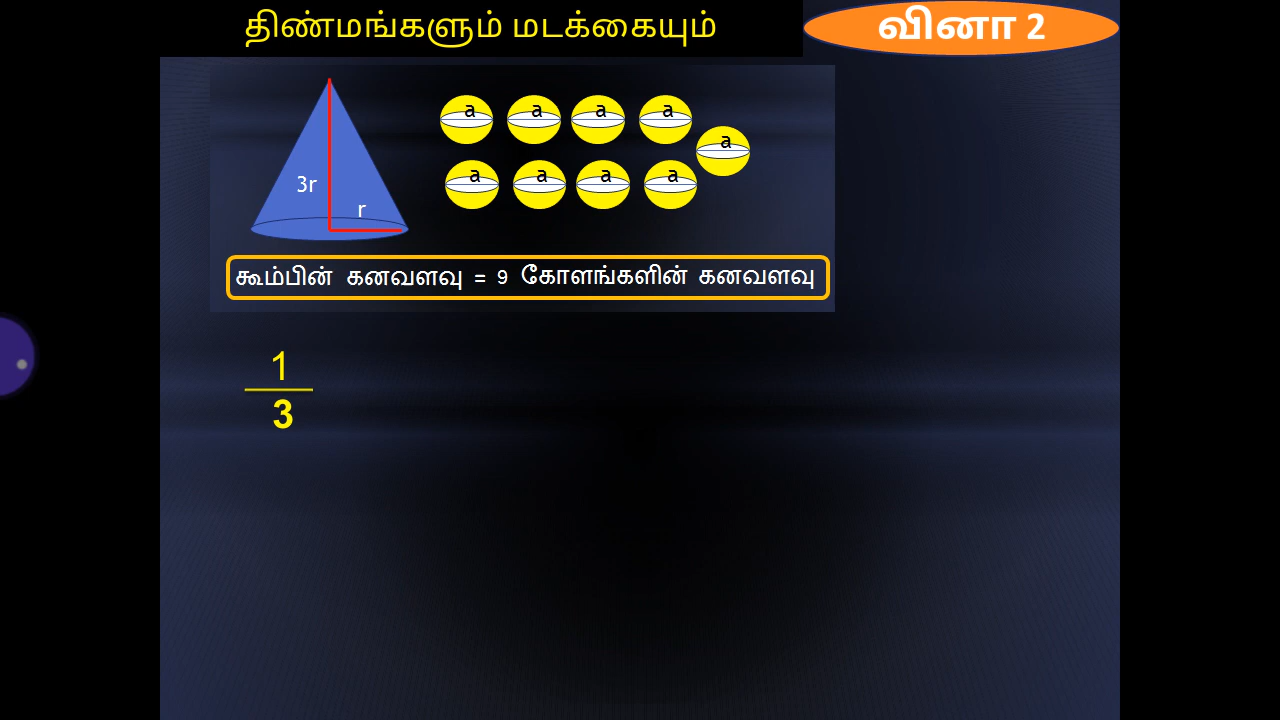 திண்மங்களும் மடக்கையும்
வினா 2
a a a a
a
3r
a a a a
r
கூம்பின் கனவளவு = 9 கோளங்களின் கனவளவு
1
3